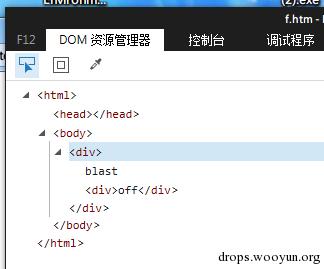 Environm...
(2).exe
f.htm -
F12 DOM 资源管理器 控制台 调试程序
<html>
<head></head>
<body>
<div>
blast
<div>off</div>
</div>
</body>
</html>
drops.wooyun.org